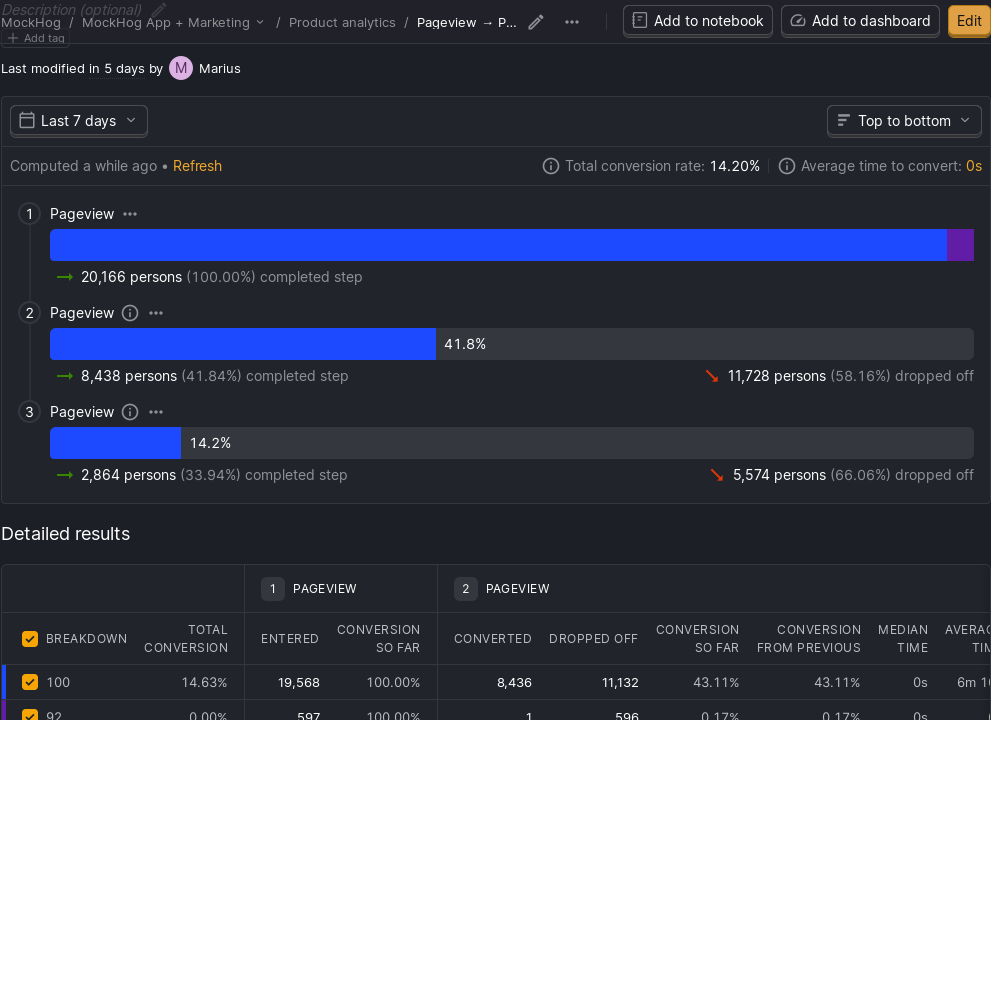 Description (optional)
MockHog / MockHog App + Marketing / Product analytics / Pageview → P... Add to notebook Add to dashboard Edit
Add tag
Last modified in 5 days by M Marius
Last 7 days Top to bottom
Computed a while ago • Refresh Total conversion rate: 14.20% Average time to convert: 0s
1 Pageview
20,166 persons (100.00%) completed step
2 Pageview
41.8%
8,438 persons (41.84%) completed step 11,728 persons (58.16%) dropped off
3 Pageview
14.2%
2,864 persons (33.94%) completed step 5,574 persons (66.06%) dropped off
Detailed results
1 PAGEVIEW 2 PAGEVIEW
BREAKDOWN TOTAL CONVERSION ENTERED CONVERSION SO FAR CONVERTED DROPPED OFF CONVERSION SO FAR CONVERSION FROM PREVIOUS MEDIAN TIME
100 14.63% 19,568 100.00% 8,436 11,132 43.11% 43.11% 0s 6m
92 0.00% 597 100.00% 1 596 0.17% 0.17% 0s